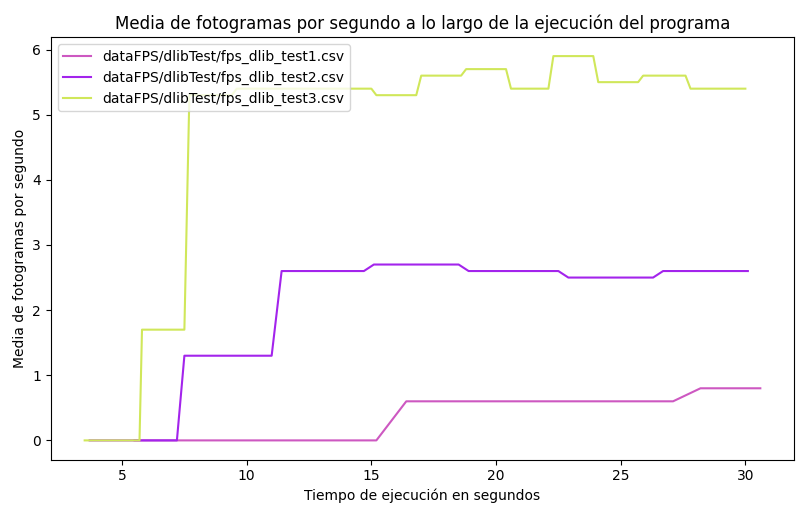 Media de fotogramas por segundo a lo largo de la ejecución del programa
dataFPS/dlibTest/fps_dlib_test1.csv
dataFPS/dlibTest/fps_dlib_test2.csv
dataFPS/dlibTest/fps_dlib_test3.csv
Media de fotogramas por segundo
6
5
4
3
2
1
0
5
10
15
20
25
30
Tiempo de ejecución en segundos